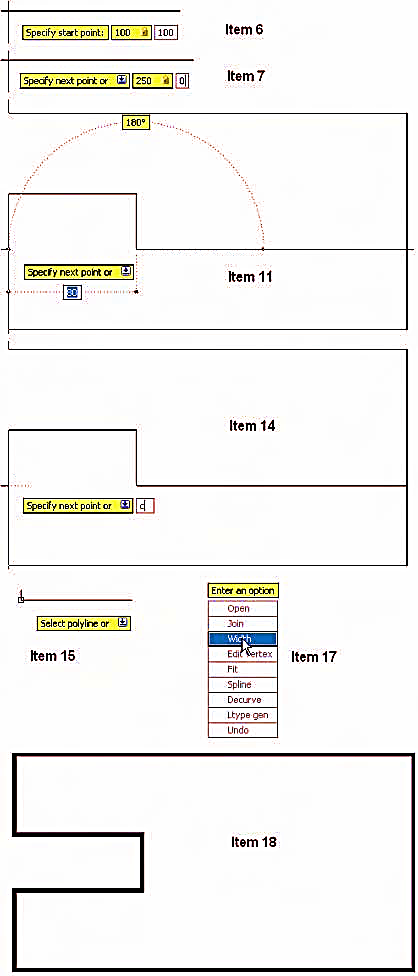 Specify start point: 100 100 Item 6
Item 7
Specify next point or 250 0
180°
Specify next point or Item 11
80
Item 14
Specify next point or c
Enter an option
Open
Select polyline or Join
Width
Item 15 Edit Vertex Item 17
Fit
Spline
Decurve
Ltype gen
Undo
Item 18